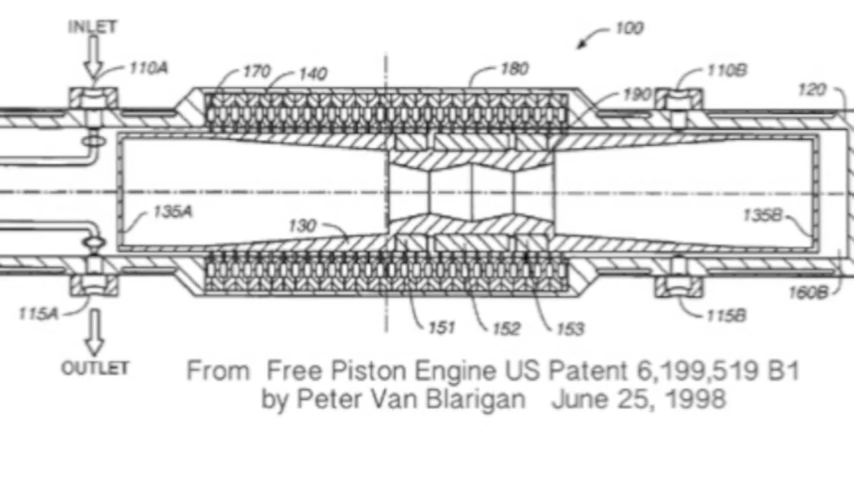 INLET
100
110A
170
140
180
110B
190
120
135A
130
135B
160B
115A
151
152
153
115B
OUTLET
From Free Piston Engine US Patent 6,199,519 B1
by Peter Van Blarigan June 25, 1998